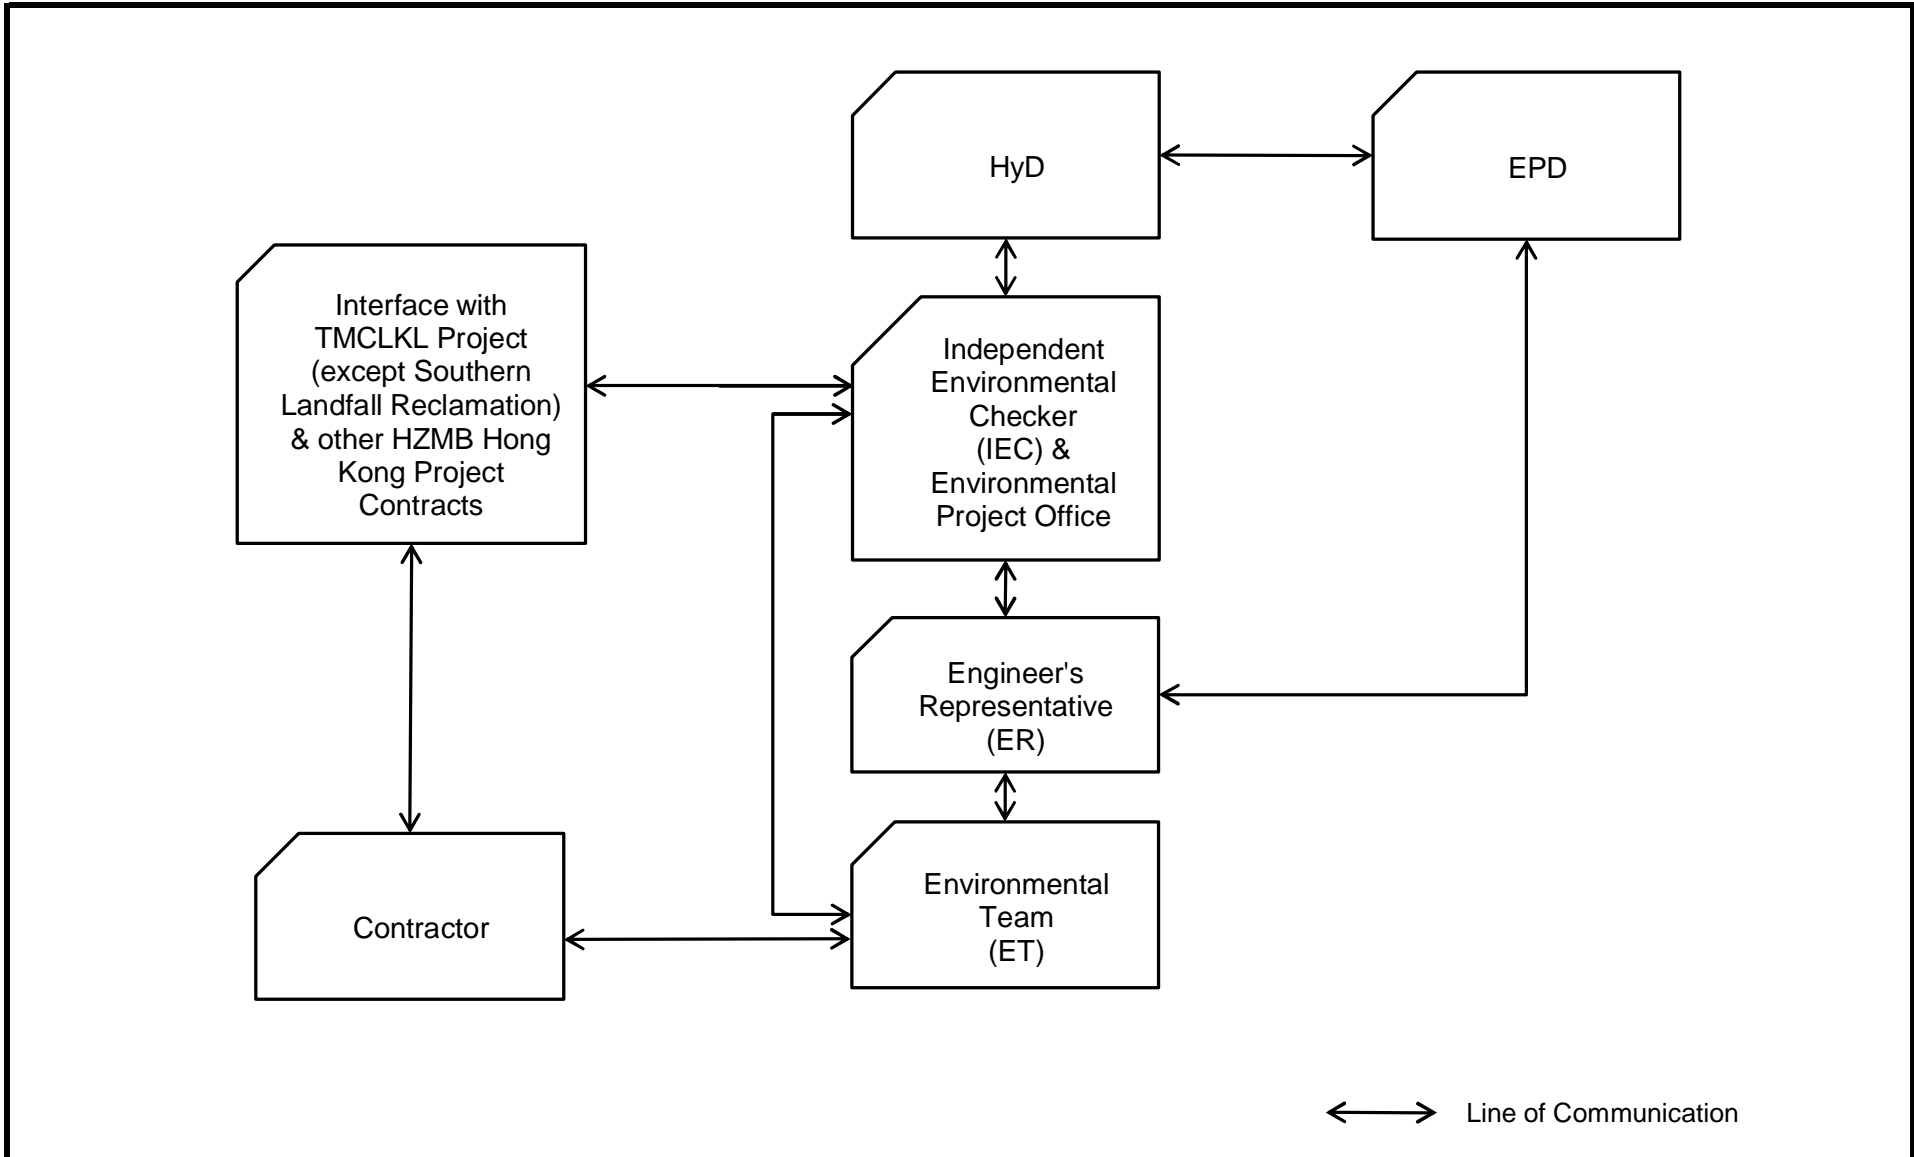 HyD
EPD
Interface with
TMCLKL Project
(except Southern
Landfall Reclamation)
& other HZMB Hong
Kong Project
Contracts
Independent
Environmental
Checker
(IEC) &
Environmental
Project Office
Engineer's
Representative
(ER)
Contractor
Environmental
Team
(ET)
Line of Communication